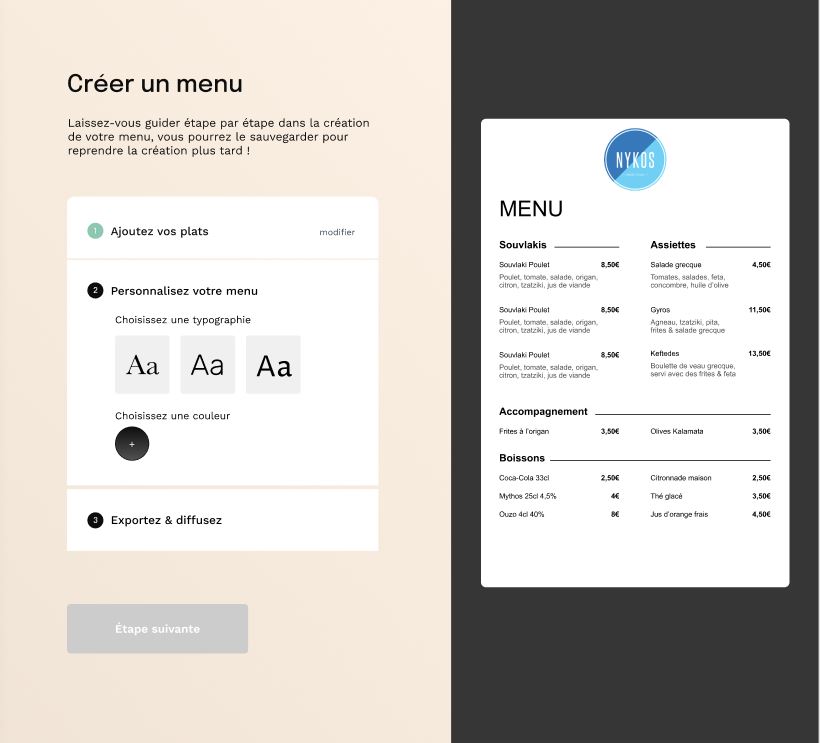 Créer un menu
Laissez-vous guider étape par étape dans la création
de votre menu, vous pourrez le sauvegarder pour
reprendre la création plus tard !
1 Ajoutez vos plats modifier
2 Personnalisez votre menu
Choisissez une typographie
Aa Aa Aa
Choisissez une couleur
+
3 Exportez & diffusez
Étape suivante
NYKOS
MENU
Souvlakis
Souvlaki Poulet 8,50€
Poulet, tomate, salade, origan,
citron, tzatziki, jus de viande
Souvlaki Poulet 8,50€
Poulet, tomate, salade, origan,
citron, tzatziki, jus de viande
Souvlaki Poulet 8,50€
Poulet, tomate, salade, origan,
citron, tzatziki, jus de viande
Assiettes
Salade grecque 4,50€
Tomates, salades, feta,
concombre, huile d'olive
Gyros 11,50€
Agneau, tzatziki, pita,
frites & salade grecque
Keftedes 13,50€
Boulette de veau grecque,
servi avec des frites & feta
Accompagnement
Frites à l'origan 3,50€ Olives Kalamata 3,50€
Boissons
Coca-Cola 33cl 2,50€ Citronnade maison 2,50€
Mythos 25cl 4,5% 4€ Thé glacé 3,50€
Ouzo 4cl 40% 8€ Jus d'orange frais 4,50€